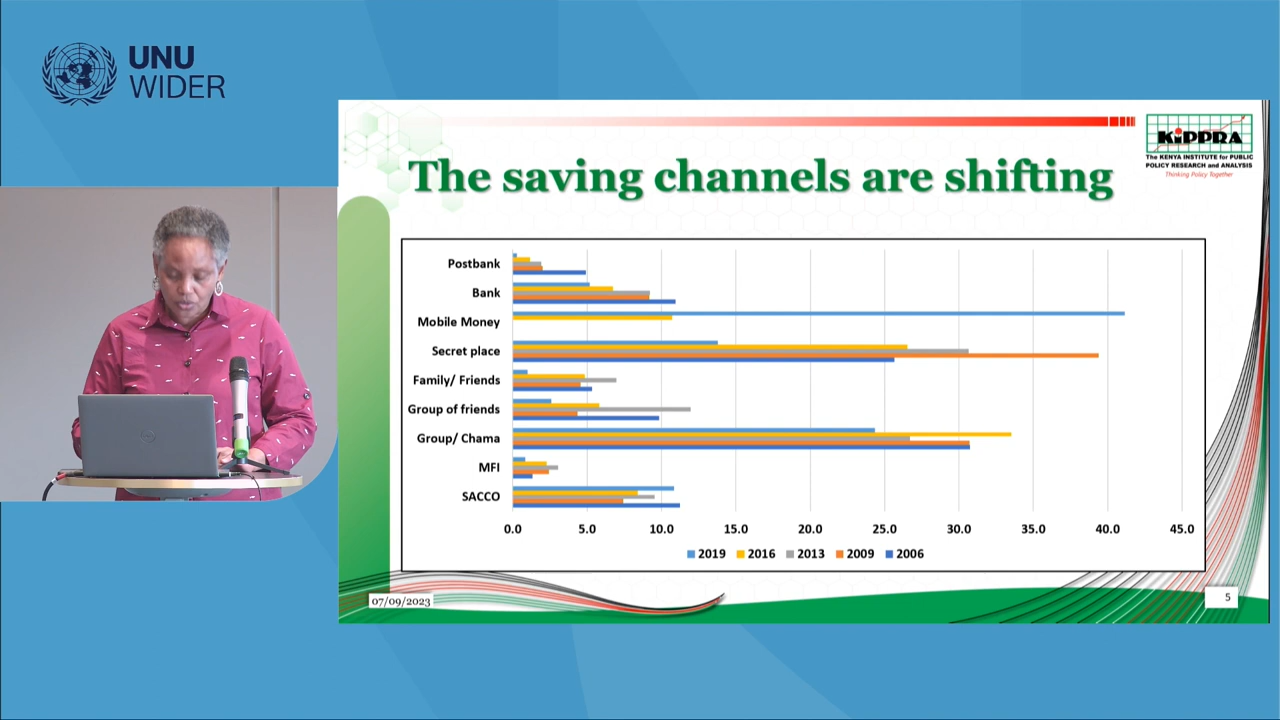 UNU
WIDER
KIPPRA
The KENYA INSTITUTE for PUBLIC
POLICY RESEARCH and ANALYSIS
Thinking Policy Together
The saving channels are shifting
Postbank
Bank
Mobile Money
Secret place
Family/ Friends
Group of friends
Group/ Chama
MFI
SACCO
0.0 5.0 10.0 15.0 20.0 25.0 30.0 35.0 40.0 45.0
2019 2016 2013 2009 2006
07/09/2023
5